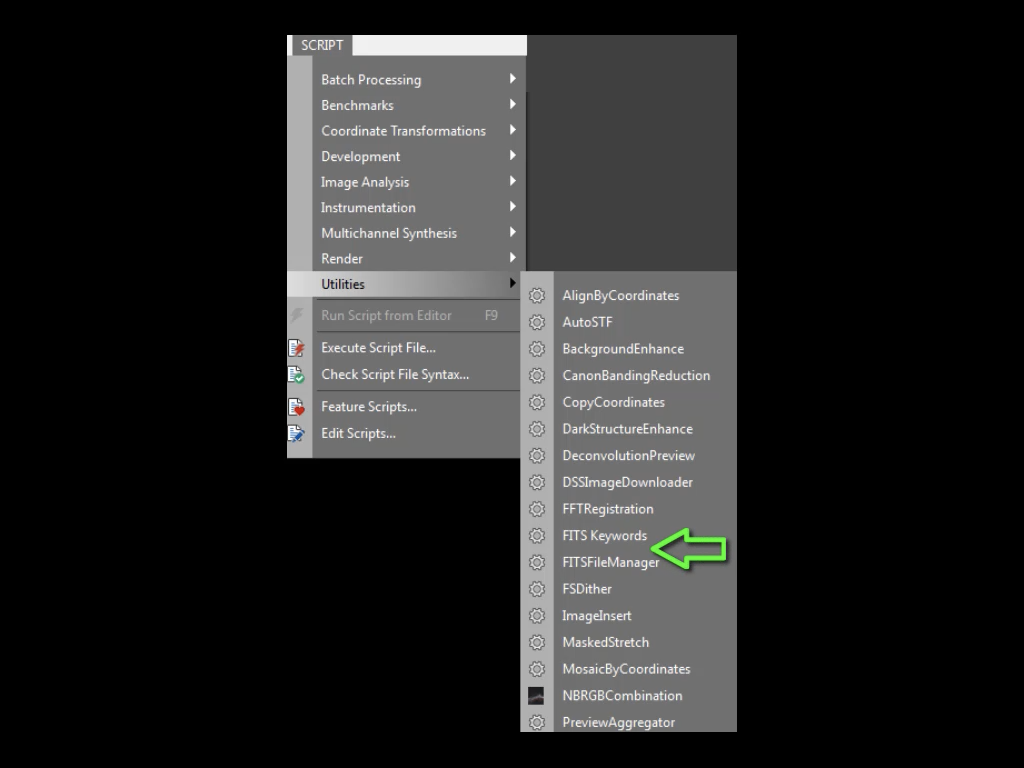 SCRIPT
Batch Processing
Benchmarks
Coordinate Transformations
Development
Image Analysis
Instrumentation
Multichannel Synthesis
Render
Utilities
Run Script from Editor F9
Execute Script File...
Check Script File Syntax...
Feature Scripts...
Edit Scripts...
AlignByCoordinates
AutoSTF
BackgroundEnhance
CanonBandingReduction
CopyCoordinates
DarkStructureEnhance
DeconvolutionPreview
DSSImageDownloader
FFTRegistration
FITS Keywords
FITSFileManager
FSDither
ImageInsert
MaskedStretch
MosaicByCoordinates
NBRGBCombination
PreviewAggregator